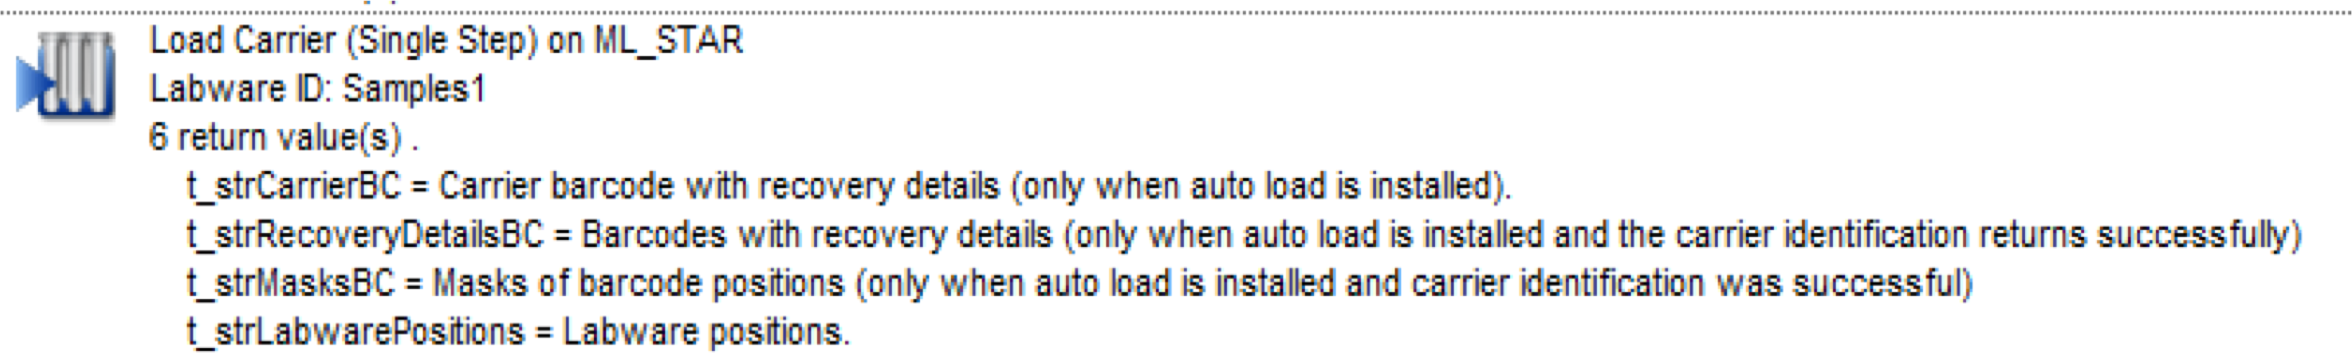 Load Carrier (Single Step) on ML_STAR
Labware ID: Samples1
6 return value(s) .
t_strCarrierBC = Carrier barcode with recovery details (only when auto load is installed).
t_strRecoveryDetailsBC = Barcodes with recovery details (only when auto load is installed and the carrier identification returns successfully)
t_strMasksBC = Masks of barcode positions (only when auto load is installed and carrier identification was successful)
t_strLabwarePositions = Labware positions.